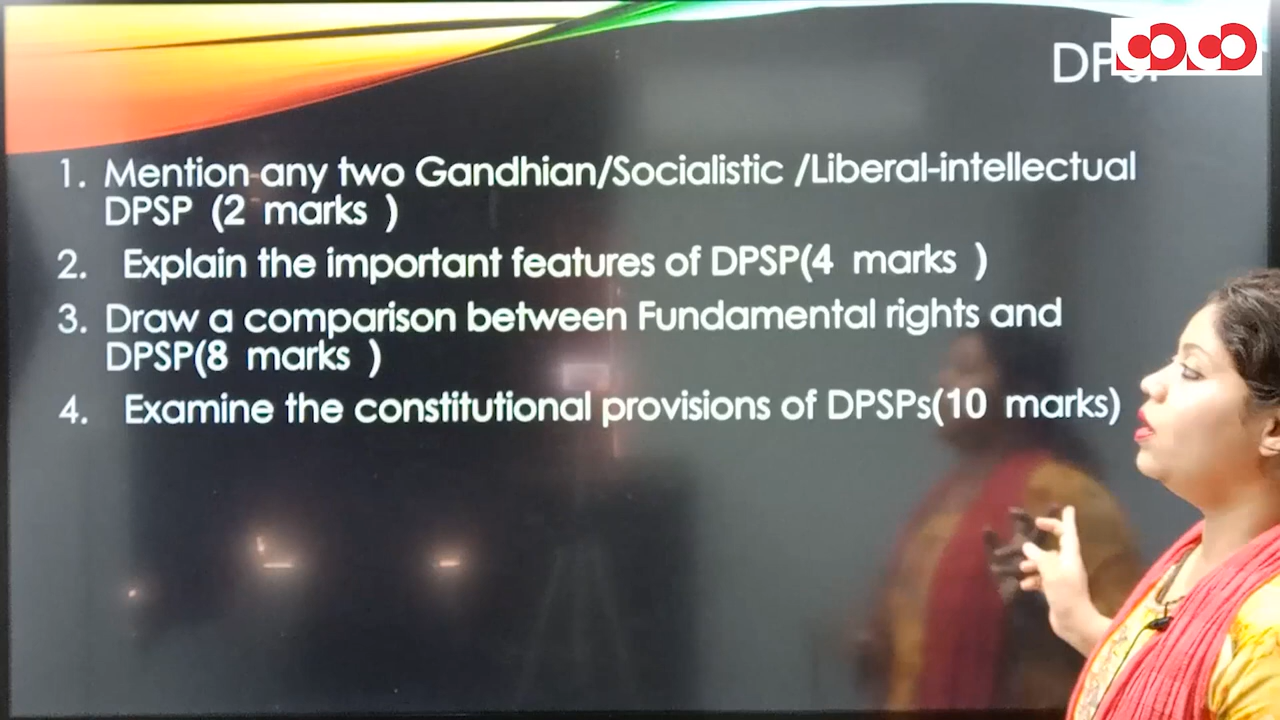 DPSP
1. Mention any two Gandhian/Socialistic /Liberal-intellectual
DPSP (2 marks )
2. Explain the important features of DPSP(4 marks )
3. Draw a comparison between Fundamental rights and
DPSP(8 marks )
4. Examine the constitutional provisions of DPSPs(10 marks)